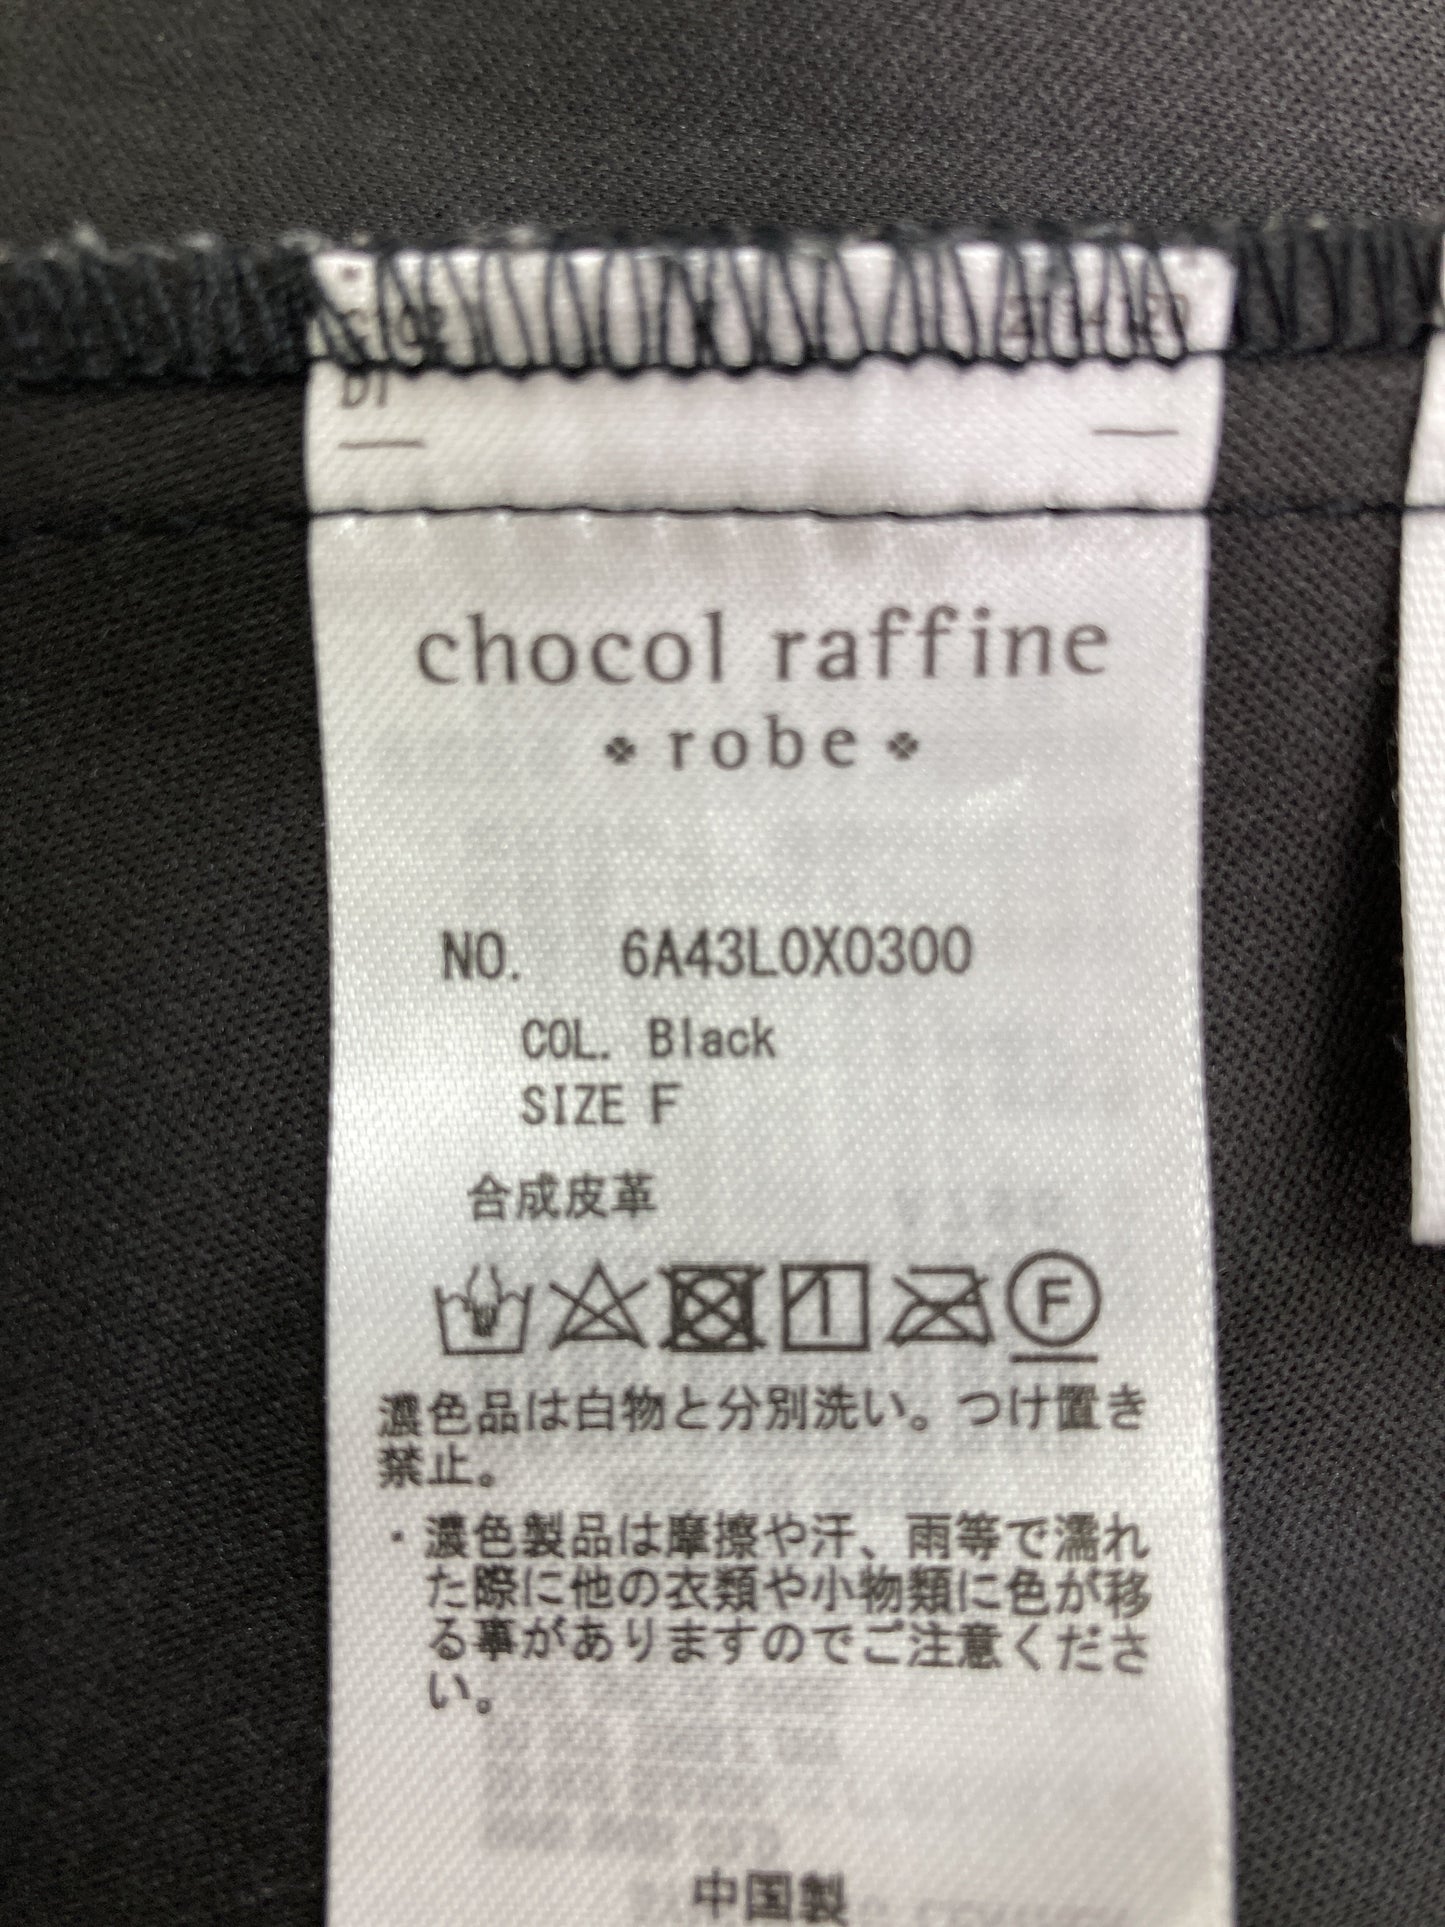 chocol raffine
robe
NO. 6A43L0X0300
COL. Black
SIZE F
合成皮革
F
濃色品は白物と分別洗い。つけ置き
禁止。
・濃色製品は摩擦や汗、雨等で濡れ
た際に他の衣類や小物類に色が移
る事がありますのでご注意くださ
い。
中国製